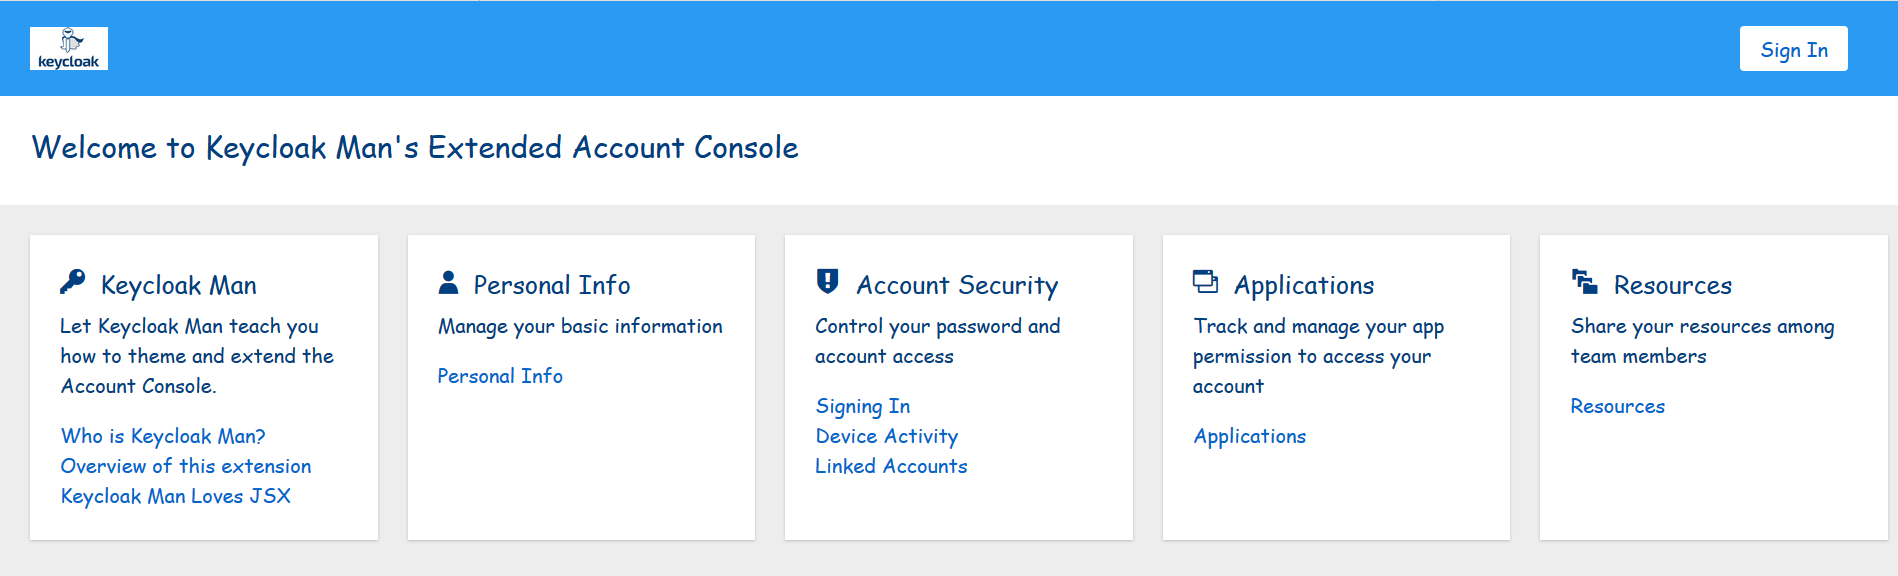 keycloak
Sign In
Welcome to Keycloak Man's Extended Account Console
Keycloak Man
Let Keycloak Man teach you
how to theme and extend the
Account Console.
Who is Keycloak Man?
Overview of this extension
Keycloak Man Loves JSX
Personal Info
Manage your basic information
Personal Info
Account Security
Control your password and
account access
Signing In
Device Activity
Linked Accounts
Applications
Track and manage your app
permission to access your
account
Applications
Resources
Share your resources among
team members
Resources